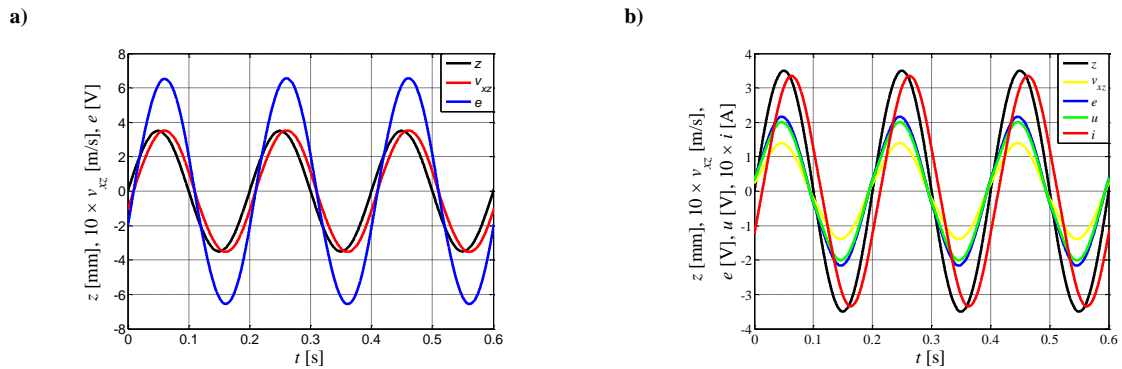 a)
z [mm], 10 × v_xz [m/s], e [V]
8
6
4
2
0
-2
-4
-6
-8
0 0.1 0.2 0.3 0.4 0.5 0.6
t [s]
z
v_xz
e
b)
z [mm], 10 × v_xz [m/s],
e [V], u [V], 10 × i [A]
4
3
2
1
0
-1
-2
-3
-4
0 0.1 0.2 0.3 0.4 0.5 0.6
t [s]
z
v_xz
e
u
i